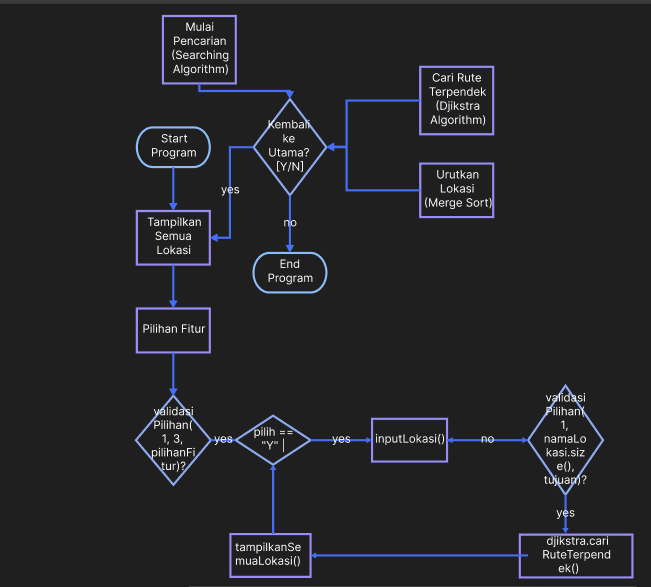 Mulai
Pencarian
(Searching
Algorithm)
Cari Rute
Terpendek
(Djikstra
Algorithm)
Kembali
ke
Utama?
[Y/N]
Start
Program
Urutkan
Lokasi
(Merge Sort)
yes
no
Tampilkan
Semua
Lokasi
End
Program
Pilihan Fitur
validasi
Pilihan(
1, 3,
pilihanFi
tur)?
yes
pilih ==
"Y" |
yes
inputLokasi()
no
validasi
Pilihan(
1,
namaLo
kasi.siz
e(),
tujuan)?
yes
tampilkanSe
muaLokasi()
djikstra.cari
RuteTerpend
ek()